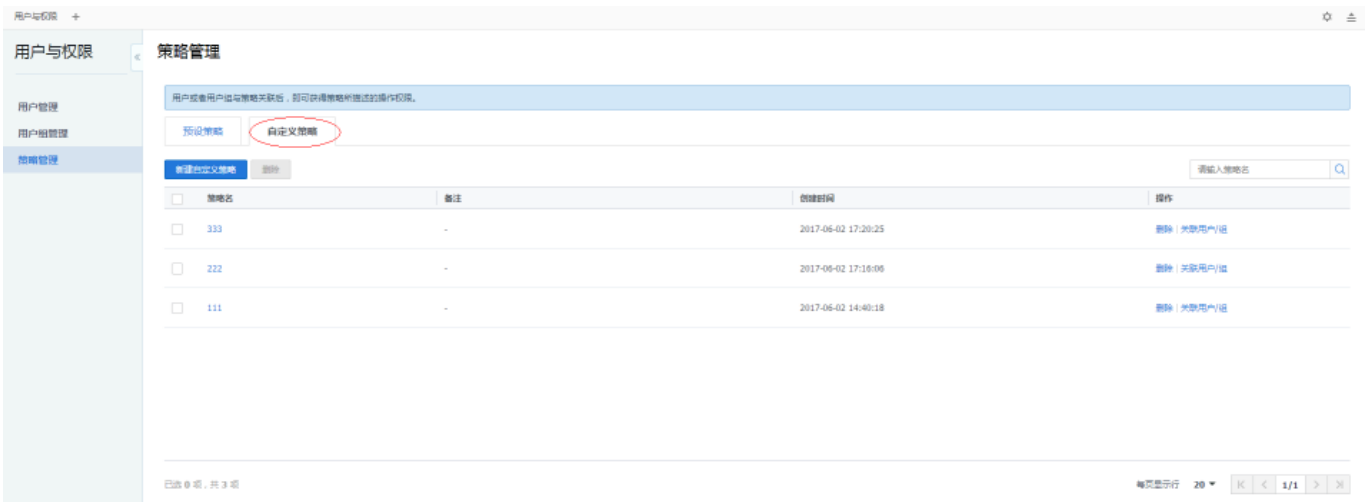 用户与权限 +
用户与权限
«
策略管理
用户管理
用户组管理
策略管理
用户或者用户组与策略关联后，即可获得策略所描述的操作权限。
预设策略 自定义策略
新建自定义策略 删除 请输入策略名
策略名 备注 创建时间 操作
333 - 2017-06-02 17:20:25 删除 | 关联用户/组
222 - 2017-06-02 17:16:06 删除 | 关联用户/组
111 - 2017-06-02 14:40:18 删除 | 关联用户/组
已选 0 项，共 3 项 每页显示行 20 1/1